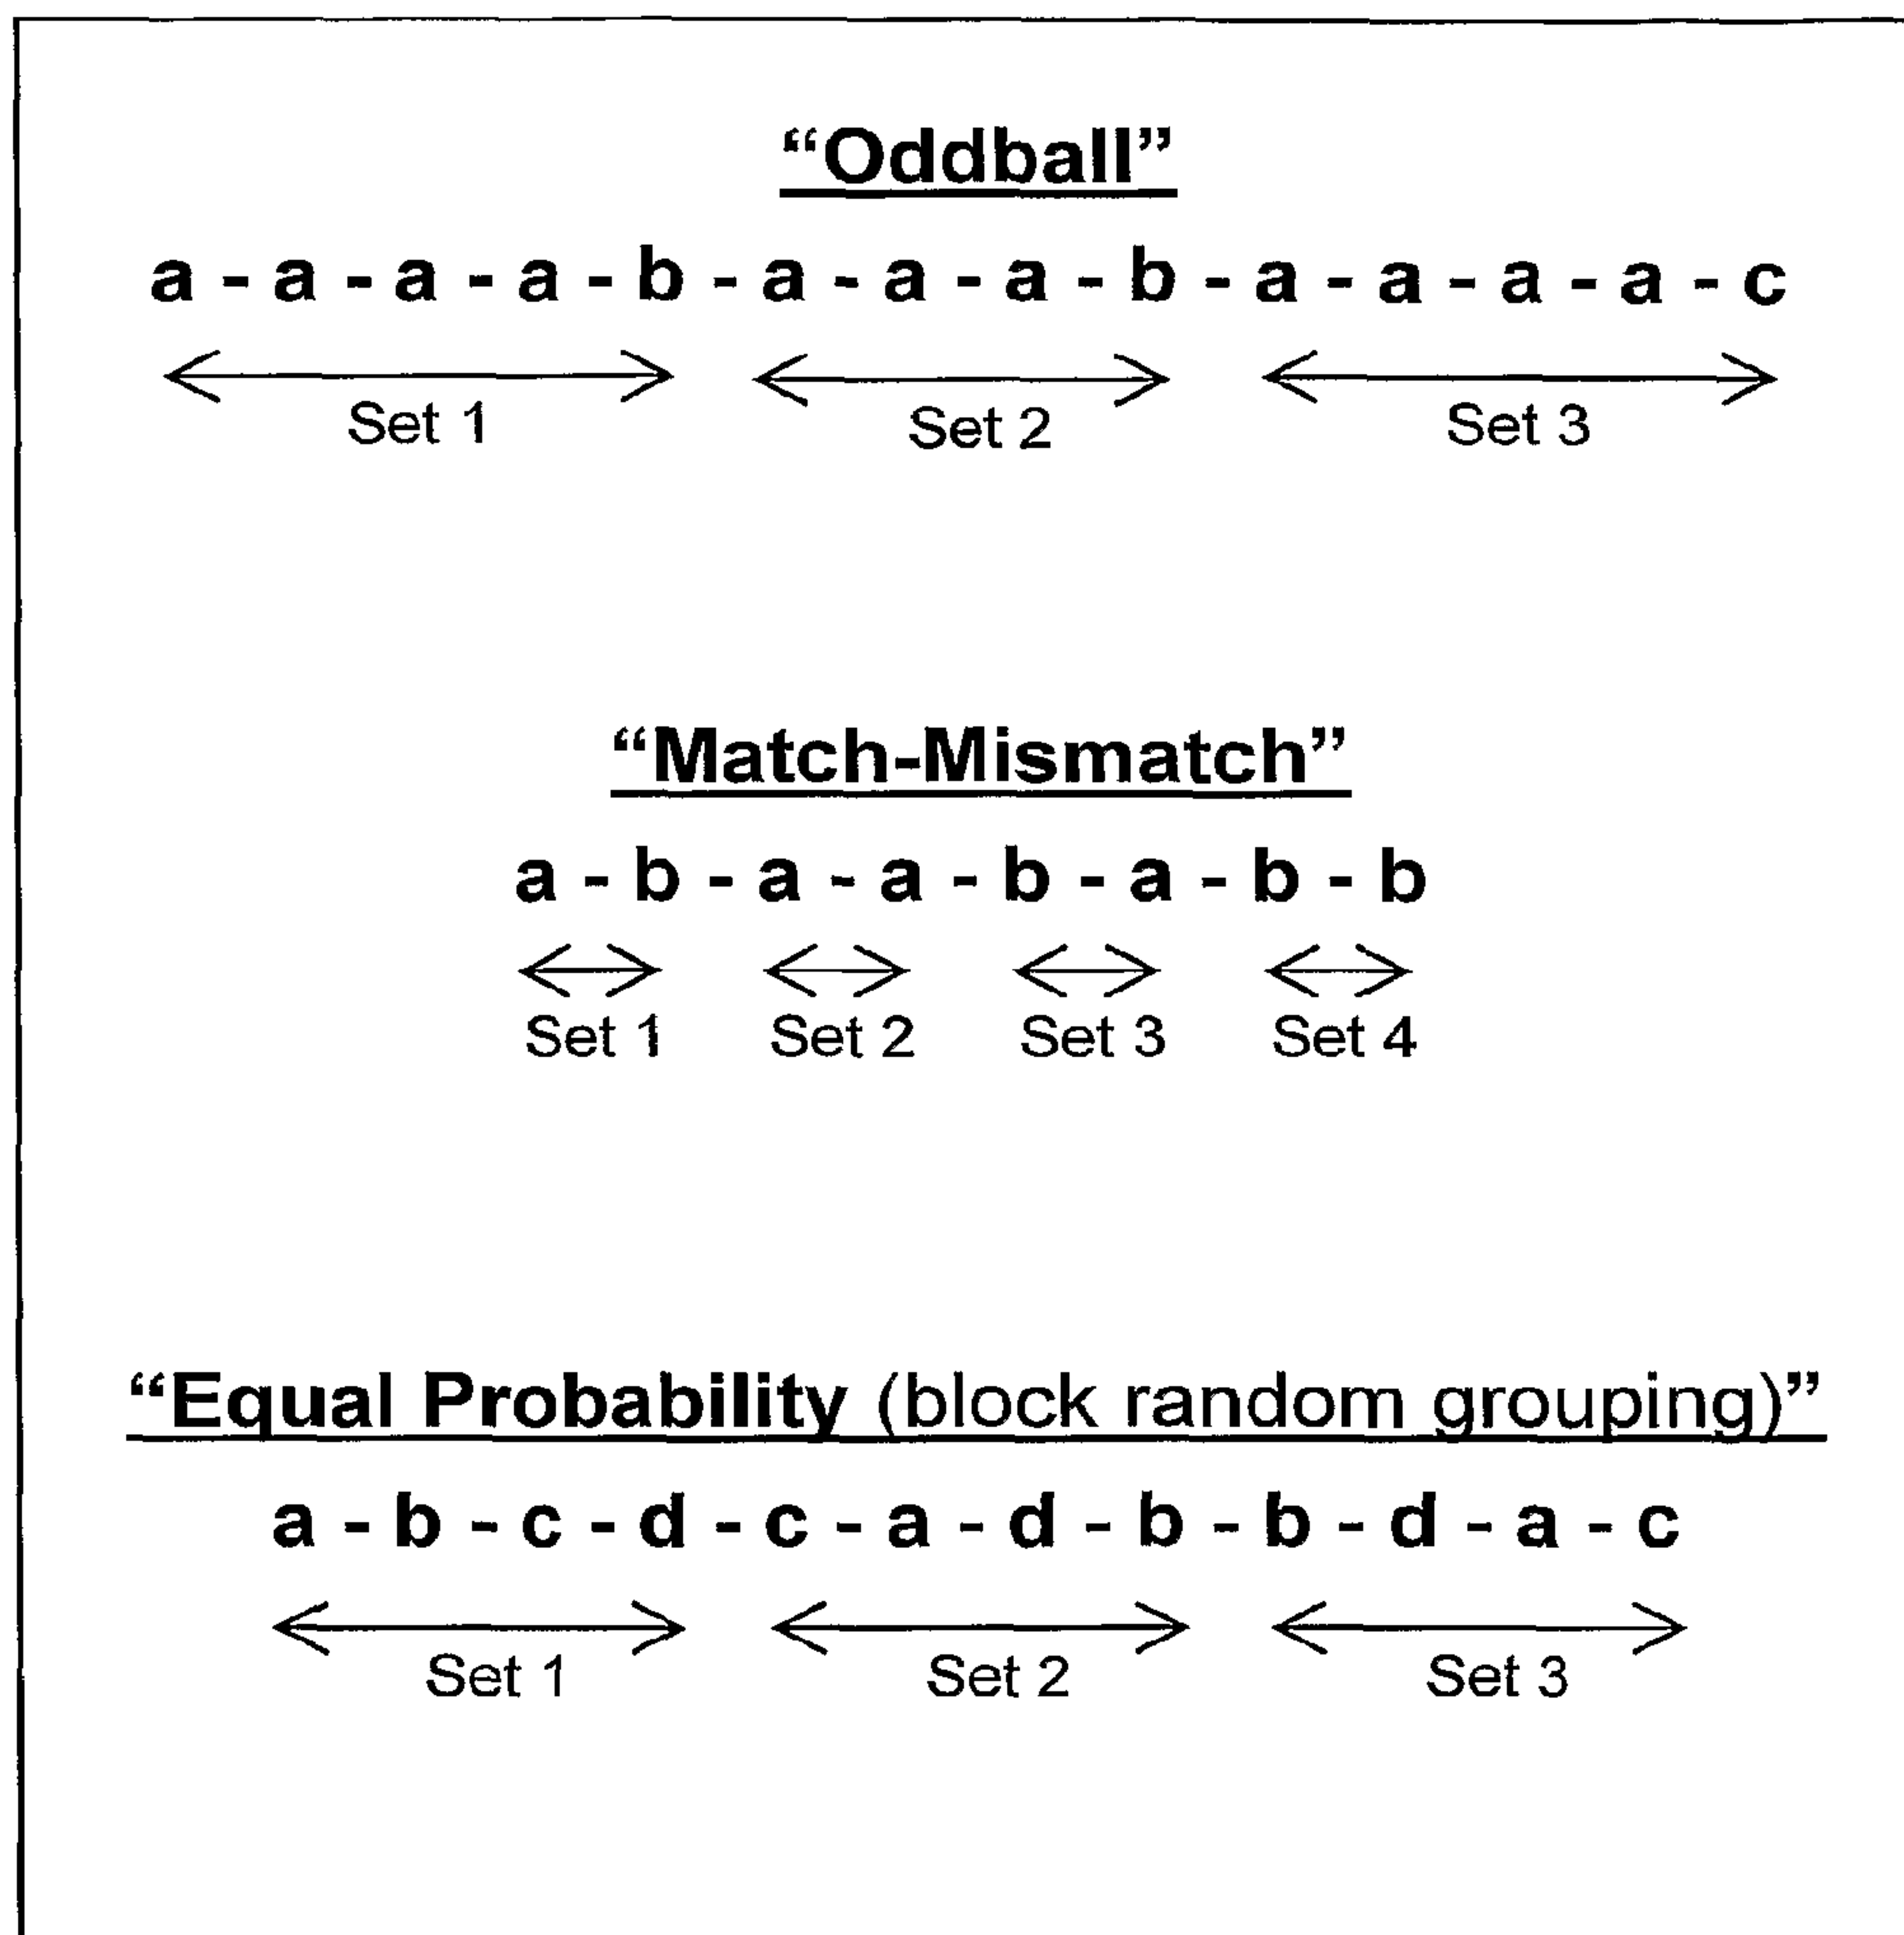 “Oddball”
a - a - a - a - b - a - a - a - b - a - a - a - a - c
Set 1 Set 2 Set 3
“Match-Mismatch”
a - b - a - a - b - a - b - b
Set 1 Set 2 Set 3 Set 4
“Equal Probability (block random grouping)”
a - b - c - d - c - a - d - b - b - d - a - c
Set 1 Set 2 Set 3